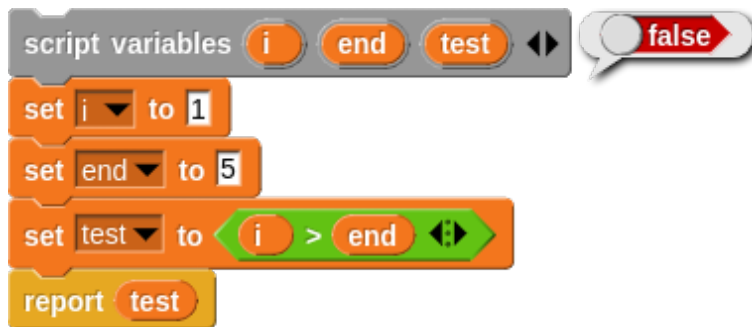 script variables i end test false
set i to 1
set end to 5
set test to i > end
report test